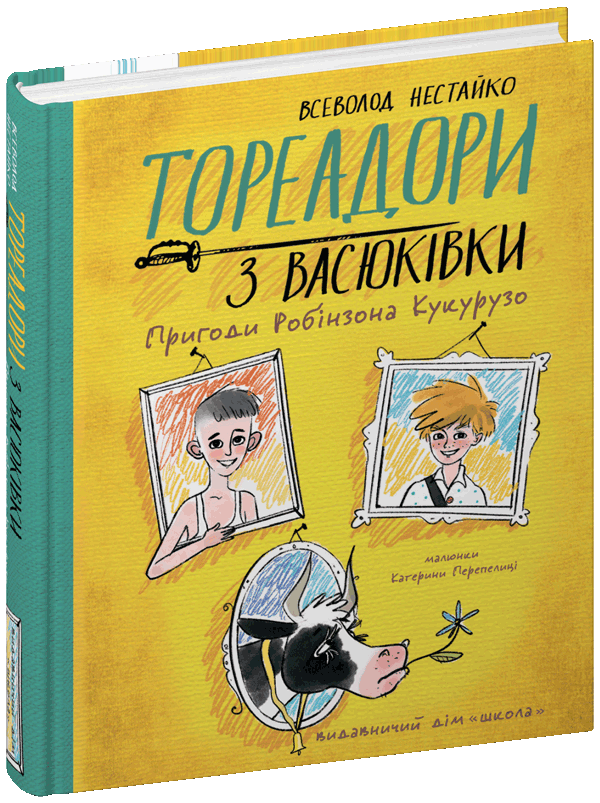 ВСЕВОЛОД НЕСТАЙКО
ТОРЕАДОРИ
З ВАСЮКІВКИ
Пригоди Робінзона Кукурузо
малюнки
Катерини Перепелиці
видавничий дім «школа»
ТОРЕАДОРИ З ВАСЮКІВКИ